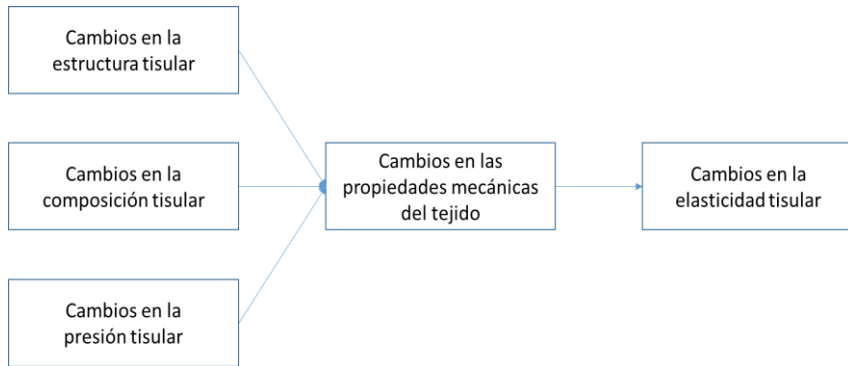 Cambios en la
estructura tisular
Cambios en la
composición tisular
Cambios en la
presión tisular
Cambios en las
propiedades mecánicas
del tejido
Cambios en la
elasticidad tisular